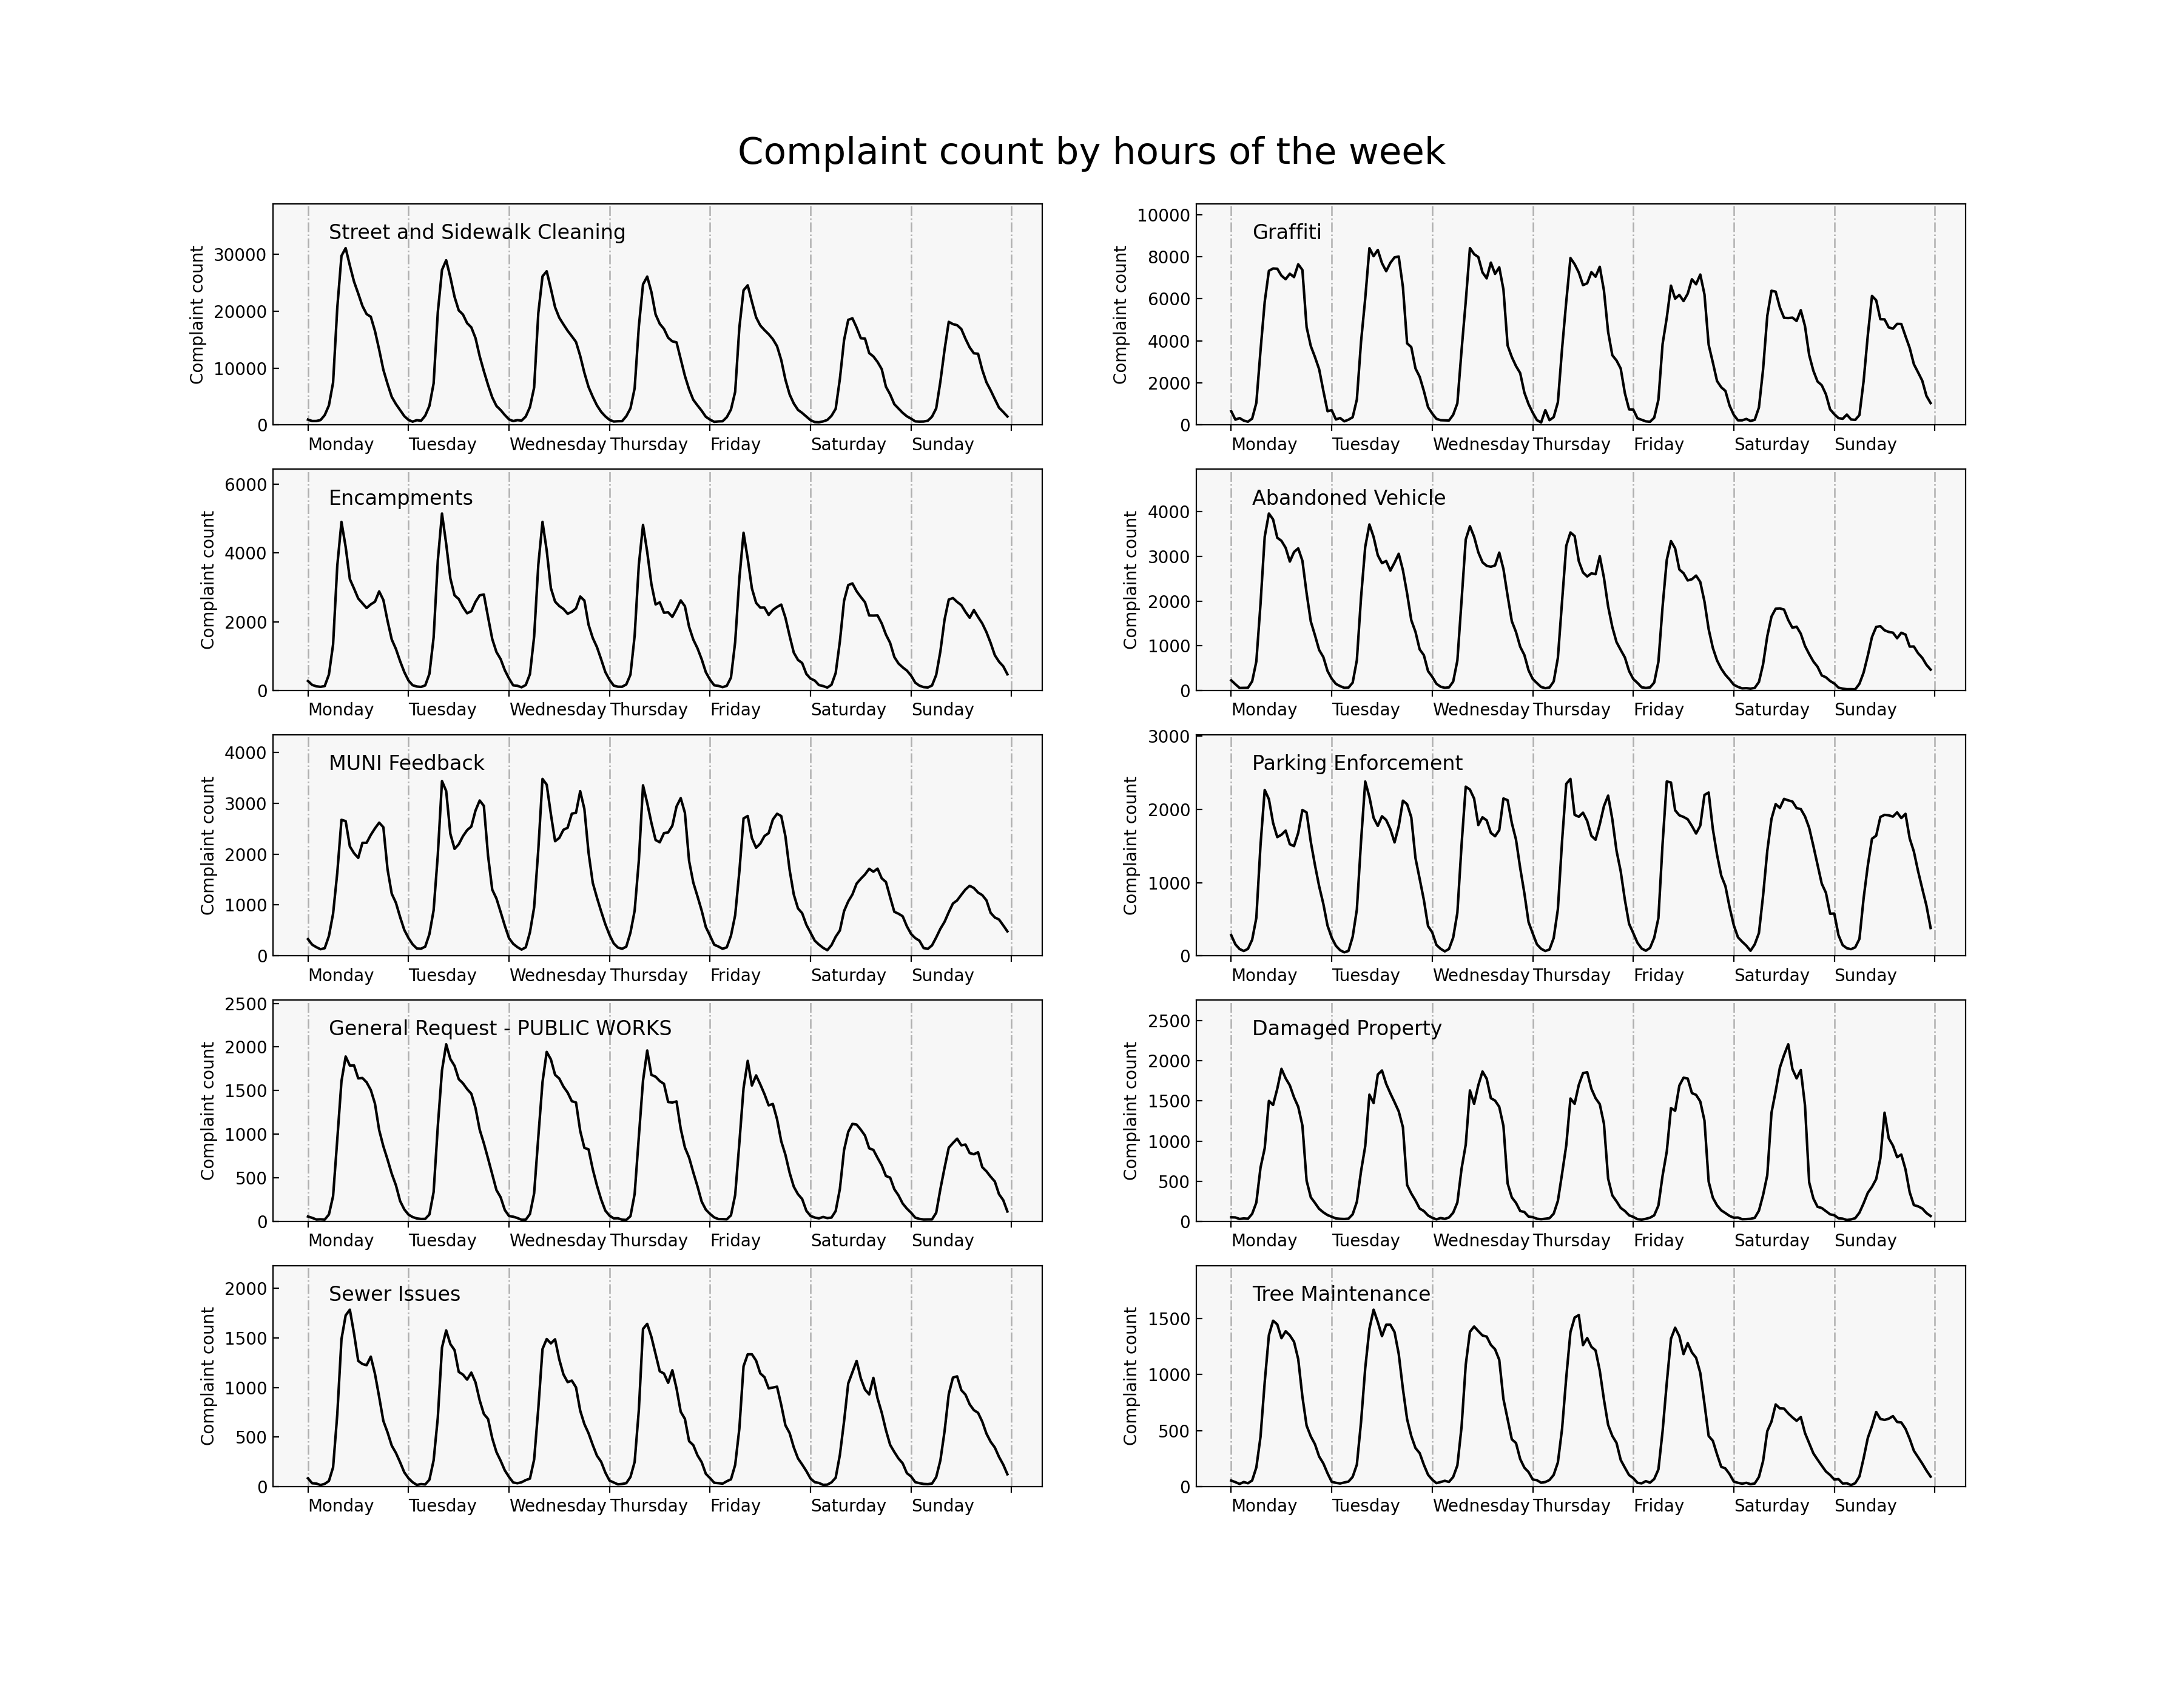 Complaint count by hours of the week
Street and Sidewalk Cleaning
Complaint count
30000
20000
10000
0
Monday Tuesday Wednesday Thursday Friday Saturday Sunday
Graffiti
Complaint count
10000
8000
6000
4000
2000
0
Monday Tuesday Wednesday Thursday Friday Saturday Sunday
Encampments
Complaint count
6000
4000
2000
0
Monday Tuesday Wednesday Thursday Friday Saturday Sunday
Abandoned Vehicle
Complaint count
4000
3000
2000
1000
0
Monday Tuesday Wednesday Thursday Friday Saturday Sunday
MUNI Feedback
Complaint count
4000
3000
2000
1000
0
Monday Tuesday Wednesday Thursday Friday Saturday Sunday
Parking Enforcement
Complaint count
3000
2000
1000
0
Monday Tuesday Wednesday Thursday Friday Saturday Sunday
General Request - PUBLIC WORKS
Complaint count
2500
2000
1500
1000
500
0
Monday Tuesday Wednesday Thursday Friday Saturday Sunday
Damaged Property
Complaint count
2500
2000
1500
1000
500
0
Monday Tuesday Wednesday Thursday Friday Saturday Sunday
Sewer Issues
Complaint count
2000
1500
1000
500
0
Monday Tuesday Wednesday Thursday Friday Saturday Sunday
Tree Maintenance
Complaint count
1500
1000
500
0
Monday Tuesday Wednesday Thursday Friday Saturday Sunday